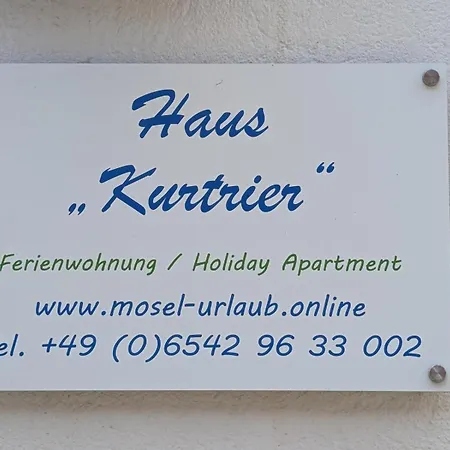 Haus
„Kurtrier“
Ferienwohnung / Holiday Apartment
www.mosel-urlaub.online
el. +49 (0)6542 96 33 002